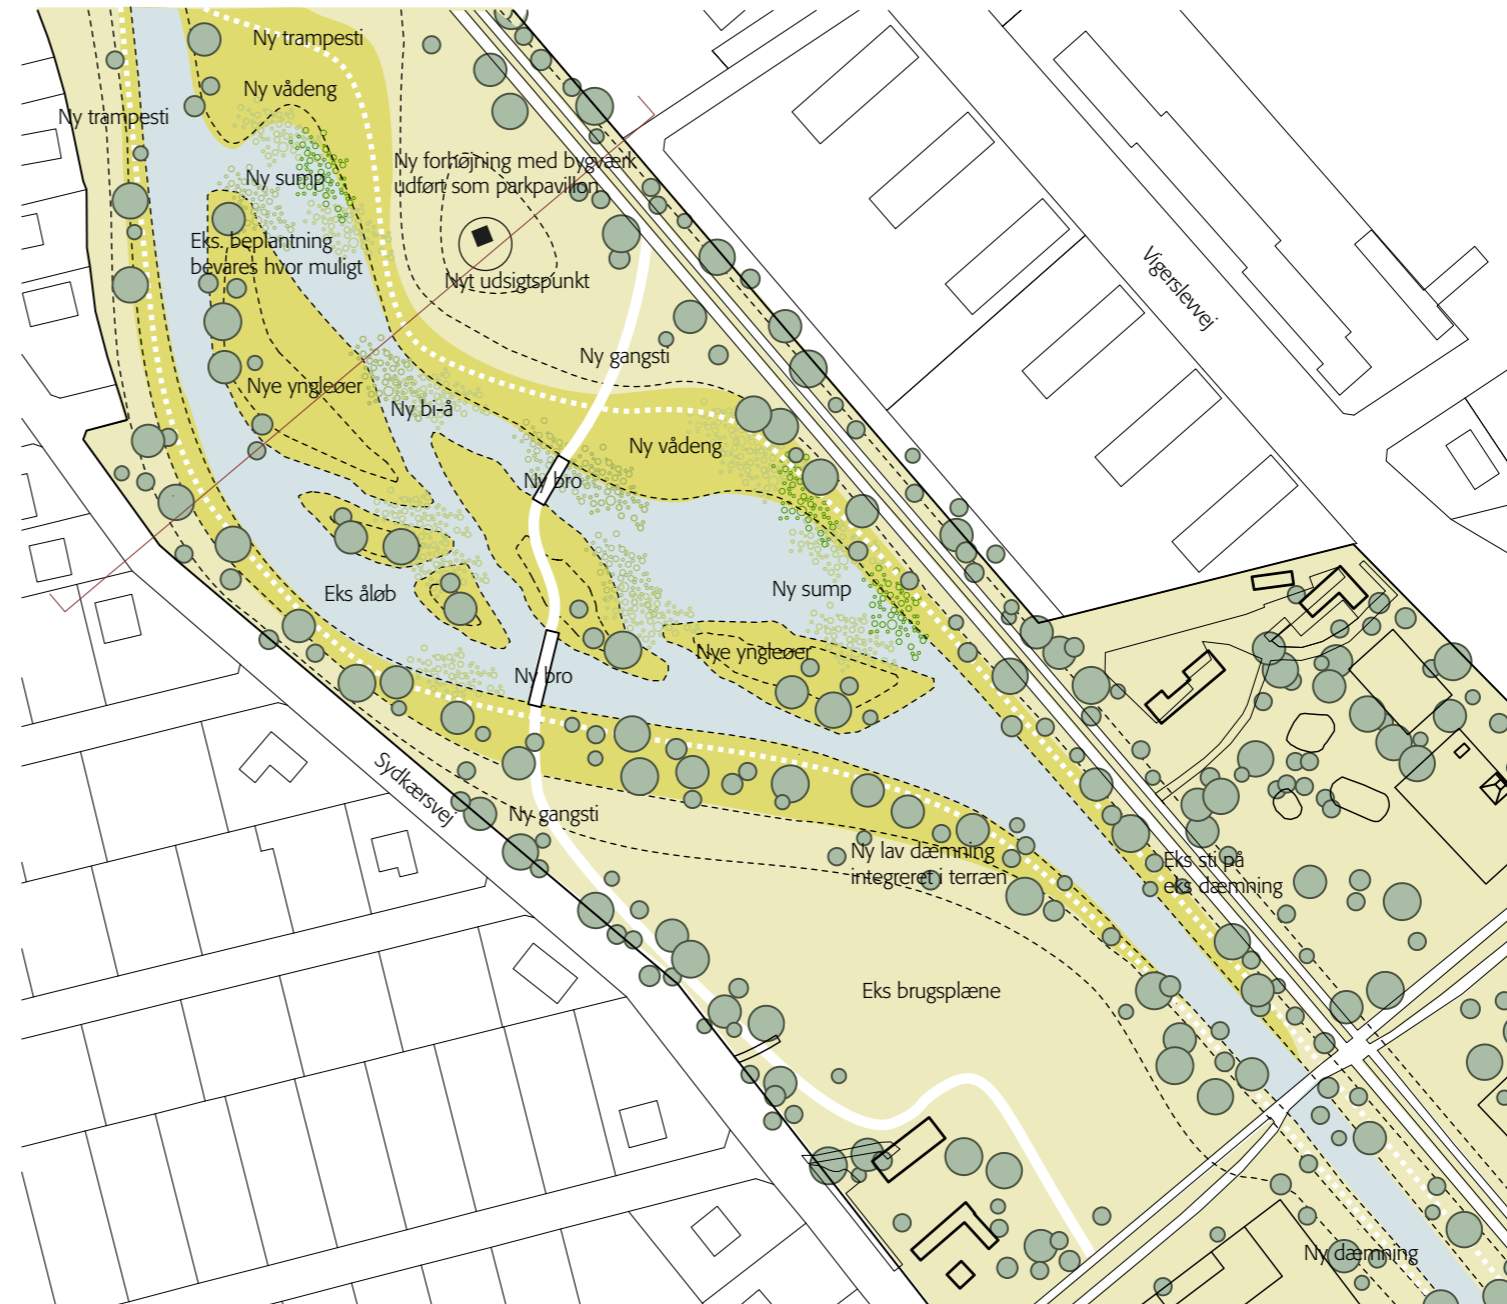 Ny trampesti
Ny vådeng
Ny trampesti
Ny forhøjning med bygværk
udført som parkpavillon
Ny sump
Eks. beplantning
bevares hvor muligt
Nyt udsigtspunkt
Vigerslevvej
Ny gangsti
Nye yngleøer
Ny bi-å
Ny vådeng
Ny bro
Eks åløb
Ny sump
Nye yngleøer
Ny bro
Sydkærsvej
Ny gangsti
Ny lav dæmning
integreret i terræn
Eks sti på
eks dæmning
Eks brugsplæne
Ny dæmning